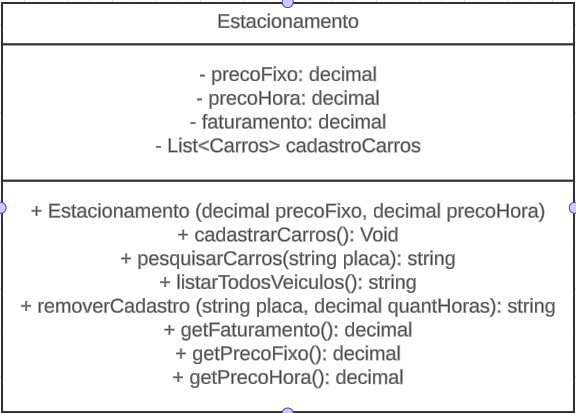 Estacionamento
- precoFixo: decimal
- precoHora: decimal
- faturamento: decimal
- List<Carros> cadastroCarros
+ Estacionamento (decimal precoFixo, decimal precoHora)
+ cadastrarCarros(): Void
+ pesquisarCarros(string placa): string
+ listarTodosVeiculos(): string
+ removerCadastro (string placa, decimal quantHoras): string
+ getFaturamento(): decimal
+ getPrecoFixo(): decimal
+ getPrecoHora(): decimal